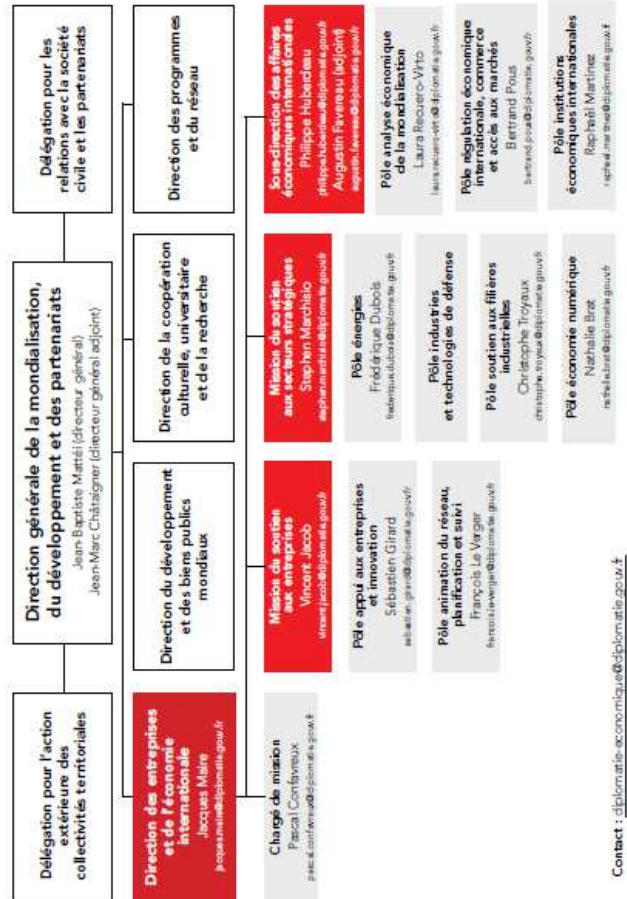 Délégation pour l'action
extérieure des
collectivités territoriales
Direction générale de la mondialisation,
du développement et des partenariats
Jean-Baptiste Mattéi (directeur général)
Jean-Marc Châtaigner (directeur général adjoint)
Délégation pour les
relations avec la société
civile et les partenariats
Direction des entreprises
et de l'économie
internationale
Jacques Maire
jacques.maire@diplomatie.gouv.fr
Direction du développement
et des biens publics
mondiaux
Direction de la coopération
culturelle, universitaire
et de la recherche
Direction des programmes
et du réseau
Chargé de mission
Pascal Confavreux
pascal.confavreux@diplomatie.gouv.fr
Mission du soutien
aux entreprises
Vincent Jacob
vincent.jacob@diplomatie.gouv.fr
Pôle appui aux entreprises
et innovation
Sébastien Girard
sebastien.girard@diplomatie.gouv.fr
Pôle animation du réseau,
planification et suivi
François Le Verger
francois.le-verger@diplomatie.gouv.fr
Mission du soutien
aux secteurs stratégiques
Stephen Marchisio
stephen.marchisio@diplomatie.gouv.fr
Pôle énergies
Frédérique Dubois
frederique.dubois@diplomatie.gouv.fr
Pôle industries
et technologies de défense
Pôle soutien aux filières
industrielles
Christophe Troyaux
christophe.troyaux@diplomatie.gouv.fr
Pôle économie numérique
Nathalie Brat
nathalie.brat@diplomatie.gouv.fr
Sous-direction des affaires
économiques internationales
Philippe Huberdeau
philippe.huberdeau@diplomatie.gouv.fr
Augustin Favereau (adjoint)
augustin.favereau@diplomatie.gouv.fr
Pôle analyse économique
de la mondialisation
Laura Recuero-Virto
laura.recuero-virto@diplomatie.gouv.fr
Pôle régulation économique
internationale, commerce
et accès aux marchés
Bertrand Pous
bertrand.pous@diplomatie.gouv.fr
Pôle institutions
économiques internationales
Raphaël Martinez
raphael.martinez@diplomatie.gouv.fr
Contact : diplomatie-economique@diplomatie.gouv.fr